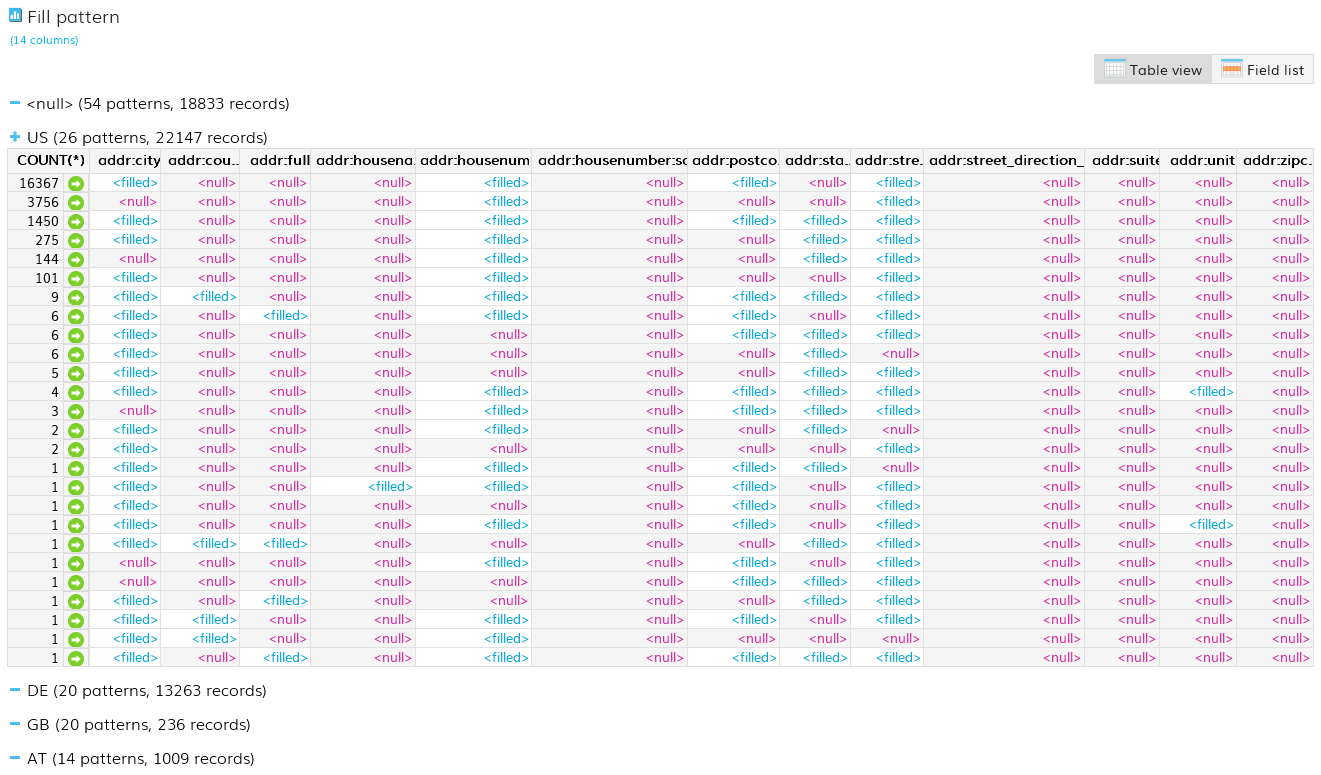 Fill pattern
(14 columns)
Table view Field list
<null> (54 patterns, 18833 records)
US (26 patterns, 22147 records)
COUNT(*) addr:city addr:cou... addr:full addr:housena... addr:housenum addr:housenumber:so addr:postco... addr:sta... addr:stre... addr:street_direction_ addr:suite addr:unit addr:zipc...
16367 <filled> <null> <null> <null> <filled> <null> <filled> <null> <filled> <null> <null> <null> <null>
3756 <null> <null> <null> <null> <filled> <null> <null> <null> <filled> <null> <null> <null> <null>
1450 <filled> <null> <null> <null> <filled> <null> <filled> <filled> <filled> <null> <null> <null> <null>
275 <filled> <null> <null> <null> <filled> <null> <null> <filled> <filled> <null> <null> <null> <null>
144 <null> <null> <null> <null> <filled> <null> <null> <filled> <filled> <null> <null> <null> <null>
101 <filled> <null> <null> <null> <filled> <null> <null> <null> <filled> <null> <null> <null> <null>
9 <filled> <filled> <null> <null> <filled> <null> <filled> <filled> <filled> <null> <null> <null> <null>
6 <filled> <null> <filled> <null> <filled> <null> <filled> <null> <filled> <null> <null> <null> <null>
6 <filled> <null> <null> <null> <null> <null> <filled> <filled> <filled> <null> <null> <null> <null>
6 <filled> <null> <null> <null> <null> <null> <null> <filled> <null> <null> <null> <null> <null>
5 <filled> <null> <null> <null> <null> <null> <null> <filled> <filled> <null> <null> <null> <null>
4 <filled> <null> <null> <null> <filled> <null> <filled> <filled> <filled> <null> <null> <filled> <null>
3 <null> <null> <null> <null> <filled> <null> <filled> <filled> <filled> <null> <null> <null> <null>
2 <filled> <null> <null> <null> <filled> <null> <null> <filled> <null> <null> <null> <null> <null>
2 <filled> <null> <null> <null> <null> <null> <null> <null> <filled> <null> <null> <null> <null>
1 <filled> <null> <null> <null> <filled> <null> <filled> <filled> <null> <null> <null> <null> <null>
1 <filled> <null> <null> <filled> <filled> <null> <filled> <null> <filled> <null> <null> <null> <null>
1 <filled> <null> <null> <null> <null> <null> <filled> <null> <filled> <null> <null> <null> <null>
1 <filled> <null> <null> <null> <filled> <null> <filled> <null> <filled> <null> <null> <filled> <null>
1 <filled> <filled> <filled> <null> <null> <null> <null> <filled> <filled> <null> <null> <null> <null>
1 <null> <null> <null> <null> <filled> <null> <filled> <null> <filled> <null> <null> <null> <null>
1 <null> <null> <null> <null> <null> <null> <filled> <filled> <filled> <null> <null> <null> <null>
1 <filled> <null> <filled> <null> <null> <null> <null> <filled> <filled> <null> <null> <null> <null>
1 <filled> <filled> <null> <null> <filled> <null> <filled> <null> <filled> <null> <null> <null> <null>
1 <filled> <filled> <null> <null> <filled> <null> <null> <null> <null> <null> <null> <null> <null>
1 <filled> <null> <filled> <null> <filled> <null> <filled> <filled> <filled> <null> <null> <null> <null>
DE (20 patterns, 13263 records)
GB (20 patterns, 236 records)
AT (14 patterns, 1009 records)